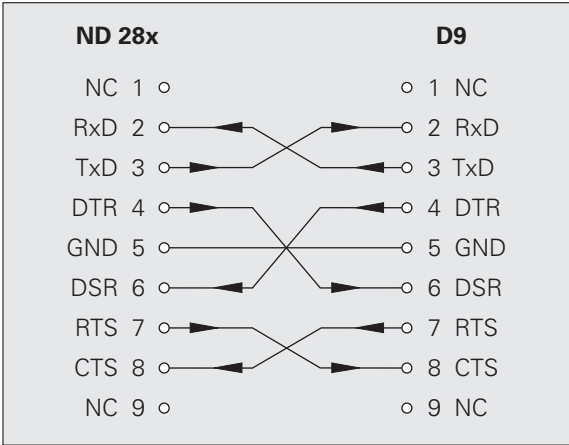 ND 28x D9
NC 1 1 NC
RxD 2 2 RxD
TxD 3 3 TxD
DTR 4 4 DTR
GND 5 5 GND
DSR 6 6 DSR
RTS 7 7 RTS
CTS 8 8 CTS
NC 9 9 NC